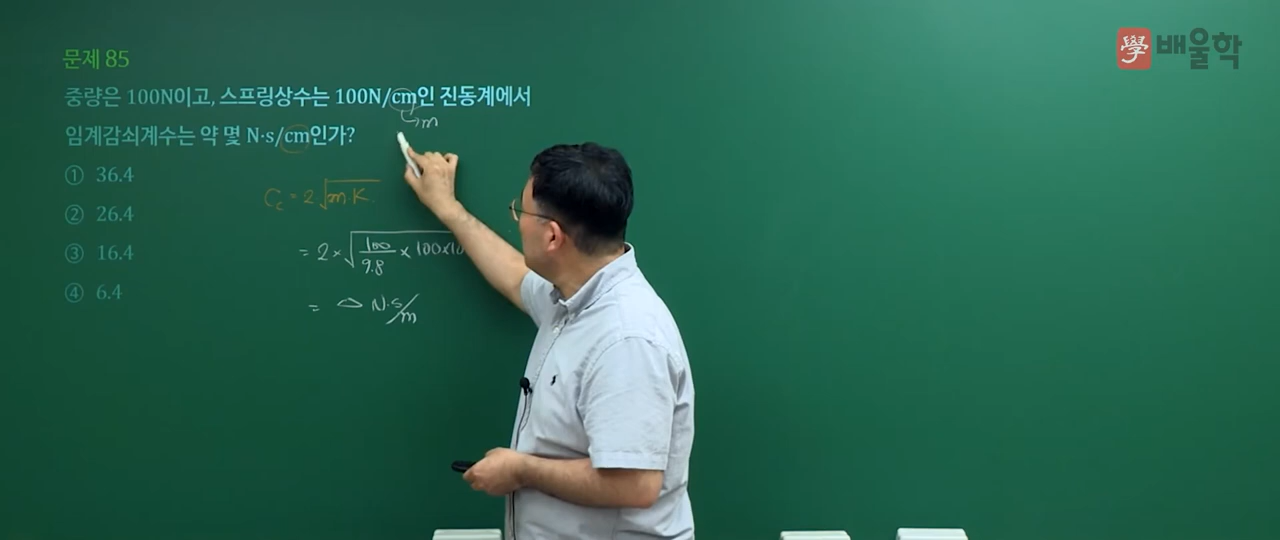 學 배울학
문제 85
중량은 100N이고, 스프링상수는 100N/cm인 진동계에서
→m
임계감쇠계수는 약 몇 N·s/cm인가?
① 36.4
② 26.4
③ 16.4
④ 6.4
Cc = 2√m·K
= 2×√100/9.8 × 100×10
= ⌓ N·s/m